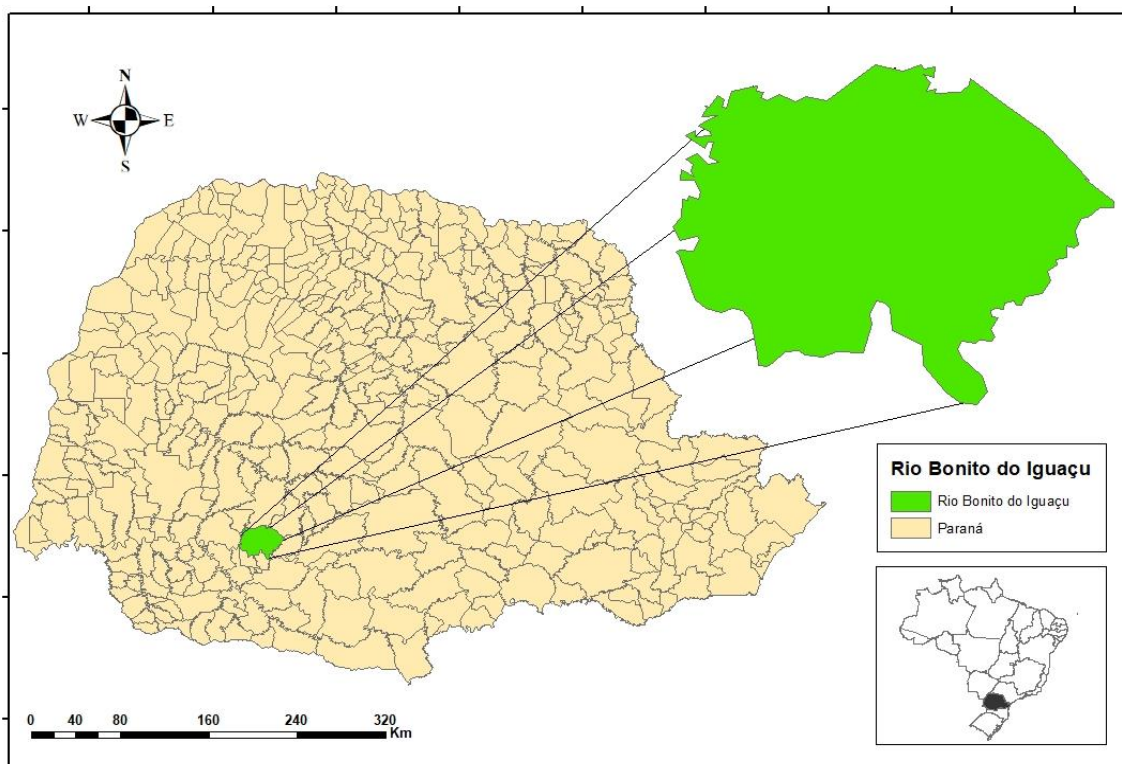 N
W E
S
Rio Bonito do Iguaçu
Rio Bonito do Iguaçu
Paraná
0 40 80 160 240 320
Km